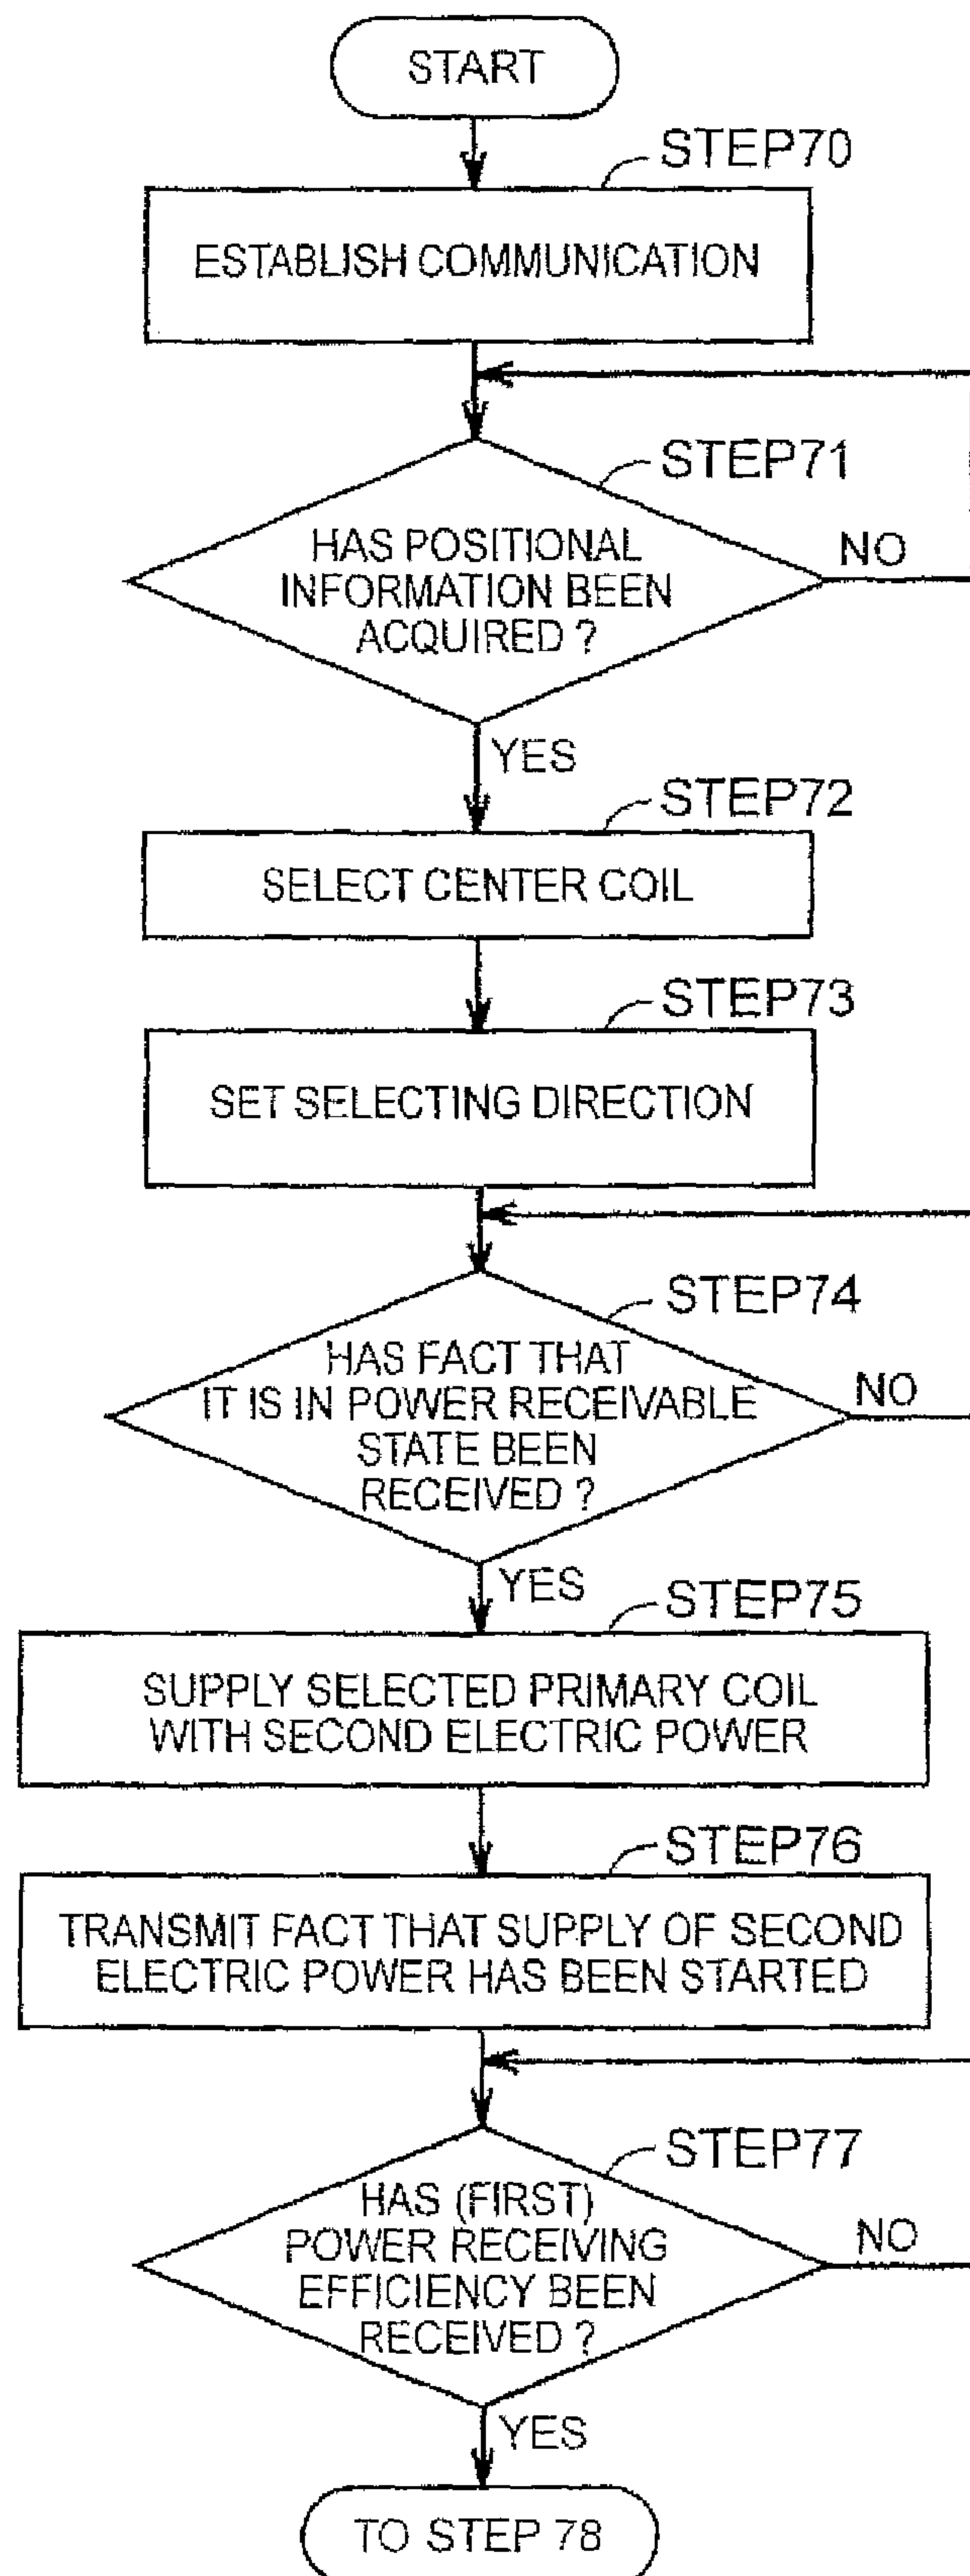 START
STEP70
ESTABLISH COMMUNICATION
STEP71
HAS POSITIONAL
INFORMATION BEEN
ACQUIRED ?
NO
YES
STEP72
SELECT CENTER COIL
STEP73
SET SELECTING DIRECTION
STEP74
HAS FACT THAT
IT IS IN POWER RECEIVABLE
STATE BEEN
RECEIVED ?
NO
YES
STEP75
SUPPLY SELECTED PRIMARY COIL
WITH SECOND ELECTRIC POWER
STEP76
TRANSMIT FACT THAT SUPPLY OF SECOND
ELECTRIC POWER HAS BEEN STARTED
STEP77
HAS (FIRST)
POWER RECEIVING
EFFICIENCY BEEN
RECEIVED ?
NO
YES
TO STEP 78